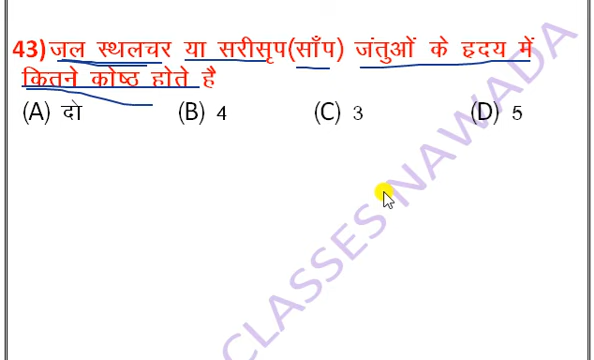 43) जल स्थलचर या सरीसृप(साँप) जंतुओं के हृदय में
कितने कोष्ठ होते है
(A) दो (B) 4 (C) 3 (D) 5
CLASSES NAWADA